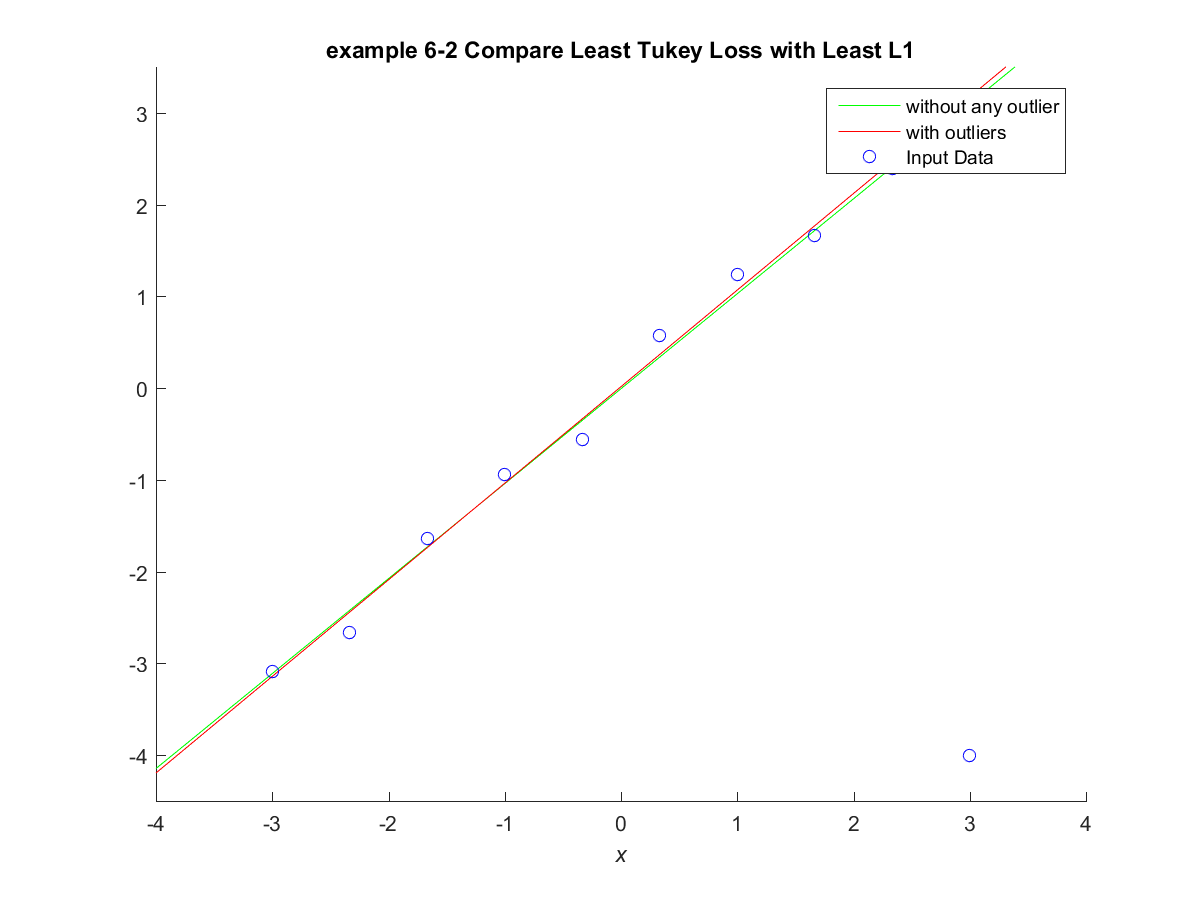 example 6-2 Compare Least Tukey Loss with Least L1
without any outlier
with outliers
Input Data
3
2
1
0
-1
-2
-3
-4
-4 -3 -2 -1 0 1 2 3 4
x